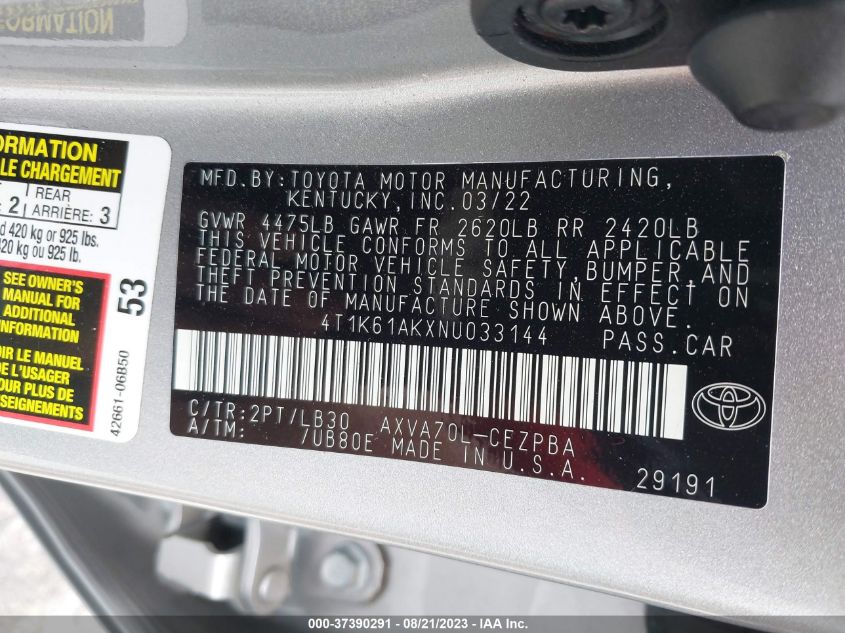 FORMATION
ORMATION
LE CHARGEMENT
2
REAR
ARRIÈRE: 3
d 420 kg or 925 lbs.
420 kg ou 925 lb.
SEE OWNER'S
MANUAL FOR
ADDITIONAL
OIR LE MANUEL
DE L'USAGER
POUR PLUS DE
53
42661-06B50
MFD.BY:TOYOTA MOTOR MANUFACTURING,
KENTUCKY,INC.03/22
GVWR 4475LB GAWR FR 2620LB RR 2420LB
THIS VEHICLE CONFORMS TO ALL APPLICABLE
FEDERAL MOTOR VEHICLE SAFETY,BUMPER,AND
THEFT PREVENTION STANDARDS IN EFFECT ON
THE DATE OF MANUFACTURE SHOWN ABOVE.
4T1K61AKXNU033144 PASS.CAR
C/TR:2PT/LB30 AXVA70L-CEZPBA
A/TM: /UB80E MADE IN U.S.A.
29191
000-37390291 - 08/21/2023 - IAA Inc.